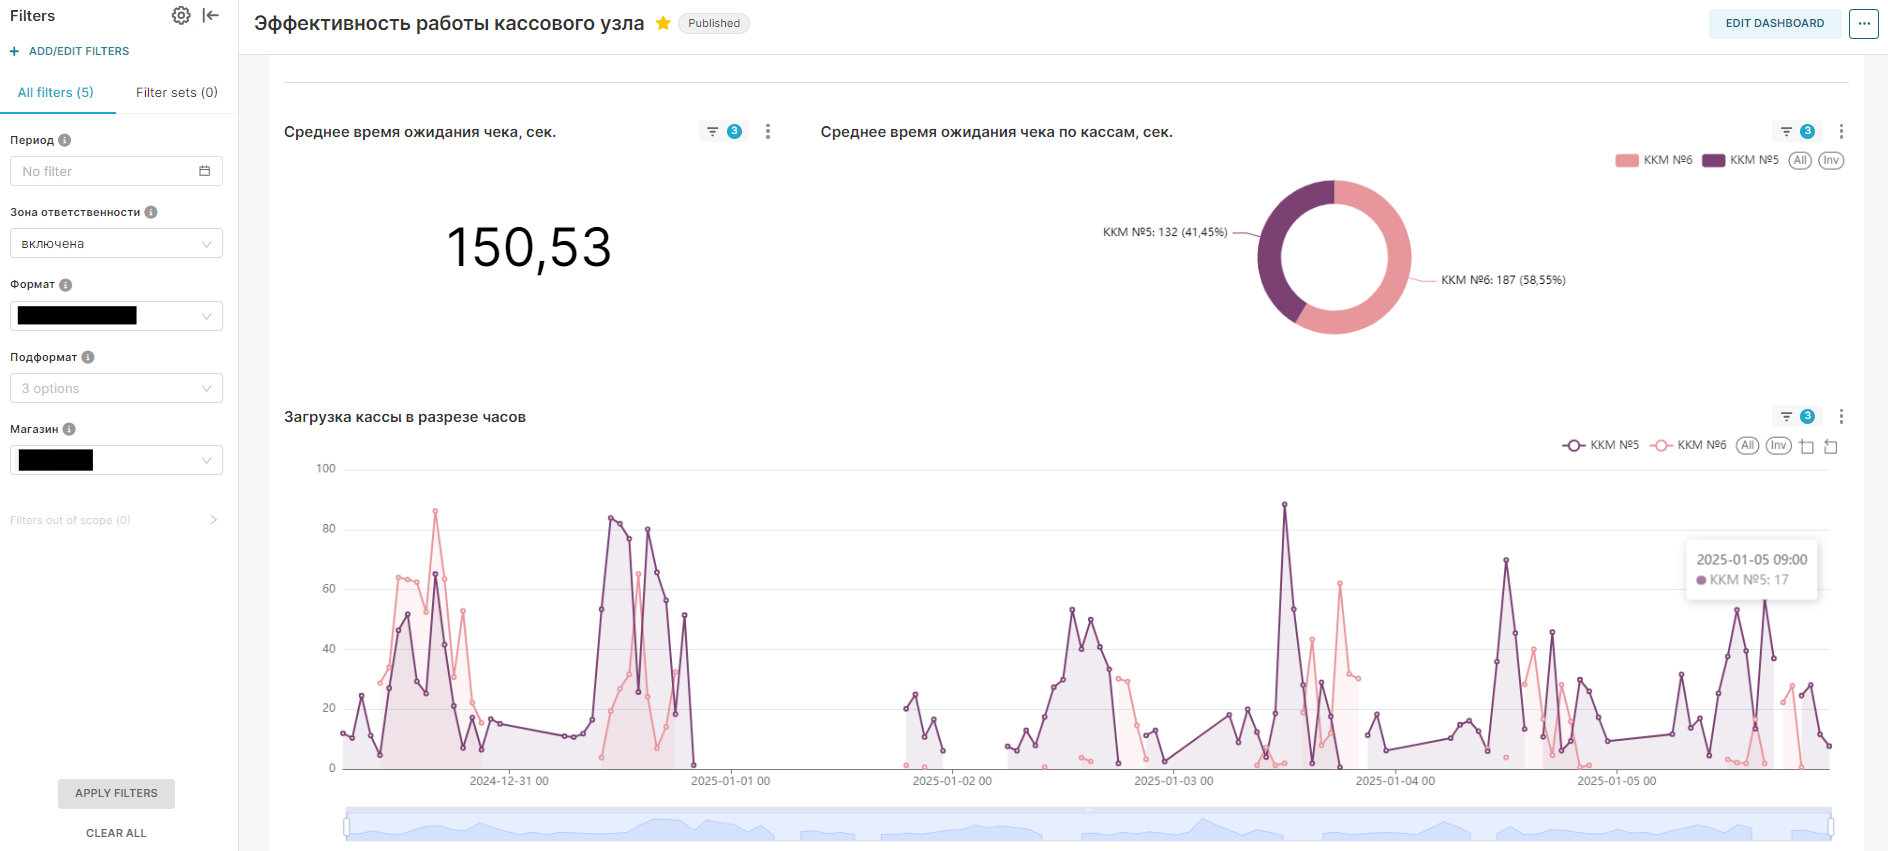 Filters
ADD/EDIT FILTERS
All filters (5)
Filter sets (0)
Период
No filter
Зона ответственности
включена
Формат
Подформат
3 options
Магазин
Filters out of scope (0)
APPLY FILTERS
CLEAR ALL
Эффективность работы кассового узла
Published
EDIT DASHBOARD
Среднее время ожидания чека, сек.
3
150,53
Среднее время ожидания чека по кассам, сек.
3
ККМ №6
ККМ №5
All
Inv
ККМ №5: 132 (41,45%)
ККМ №6: 187 (58,55%)
Загрузка кассы в разрезе часов
3
ККМ №5
ККМ №6
All
Inv
100
80
60
40
20
0
2025-01-05 09:00
ККМ №5: 17
2024-12-31 00
2025-01-01 00
2025-01-02 00
2025-01-03 00
2025-01-04 00
2025-01-05 00